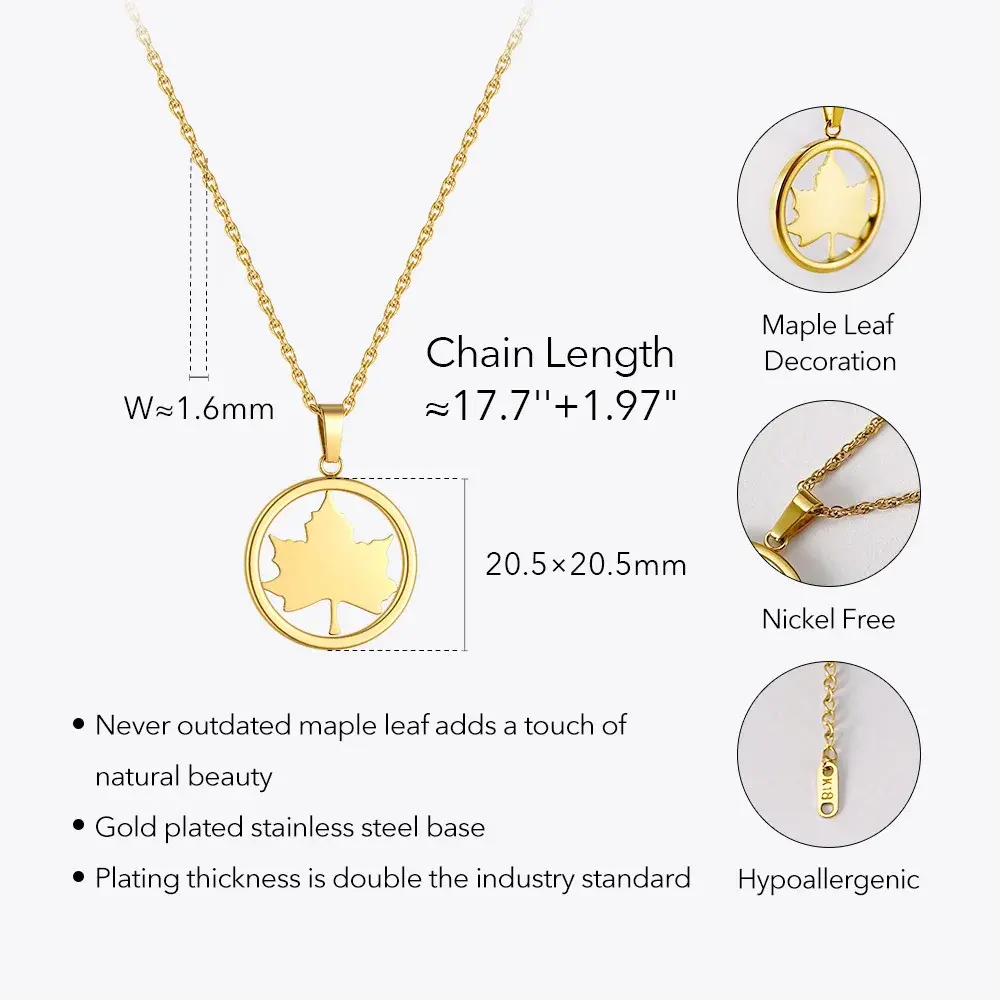 W≈1.6mm
Chain Length
≈17.7''+1.97"
20.5×20.5mm
Maple Leaf
Decoration
Nickel Free
K18
Hypoallergenic
• Never outdated maple leaf adds a touch of
natural beauty
• Gold plated stainless steel base
• Plating thickness is double the industry standard